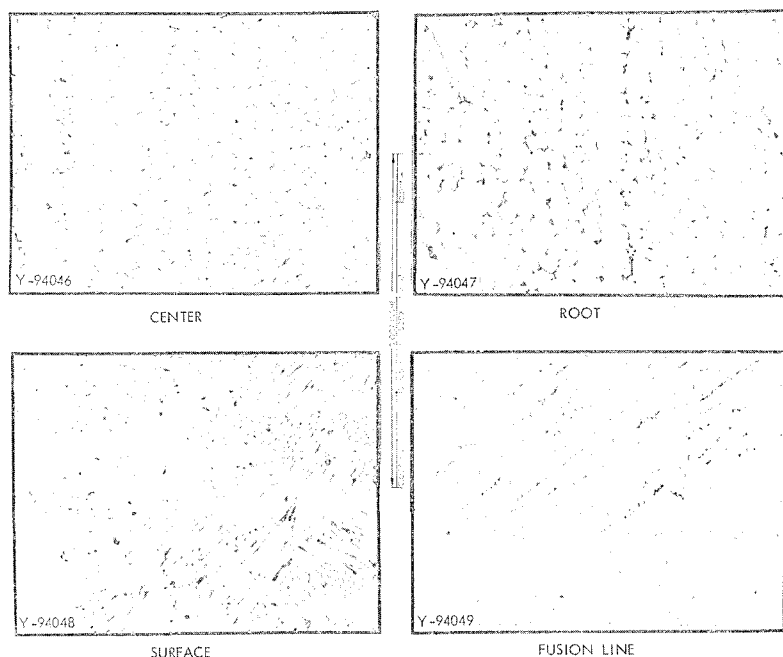 Y-94046
CENTER
Y-94047
ROOT
Y-94048
SURFACE
Y-94049
FUSION LINE